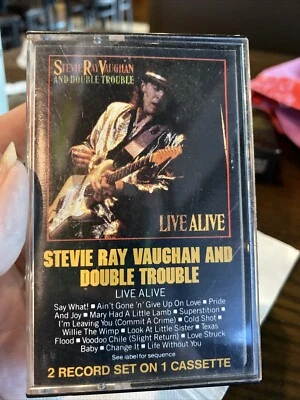 STEVIE RAY VAUGHAN
AND DOUBLE TROUBLE
LIVE ALIVE
STEVIE RAY VAUGHAN AND
DOUBLE TROUBLE
LIVE ALIVE
Say What! ■ Ain't Gone 'n' Give Up On Love ■ Pride
And Joy ■ Mary Had A Little Lamb ■ Superstition ■
I'm Leaving You (Commit A Crime) ■ Cold Shot ■
Willie The Wimp ■ Look At Little Sister ■ Texas
Flood ■ Voodoo Chile (Slight Return) ■ Love Struck
Baby ■ Change It ■ Life Without You
See label for sequence
2 RECORD SET ON 1 CASSETTE